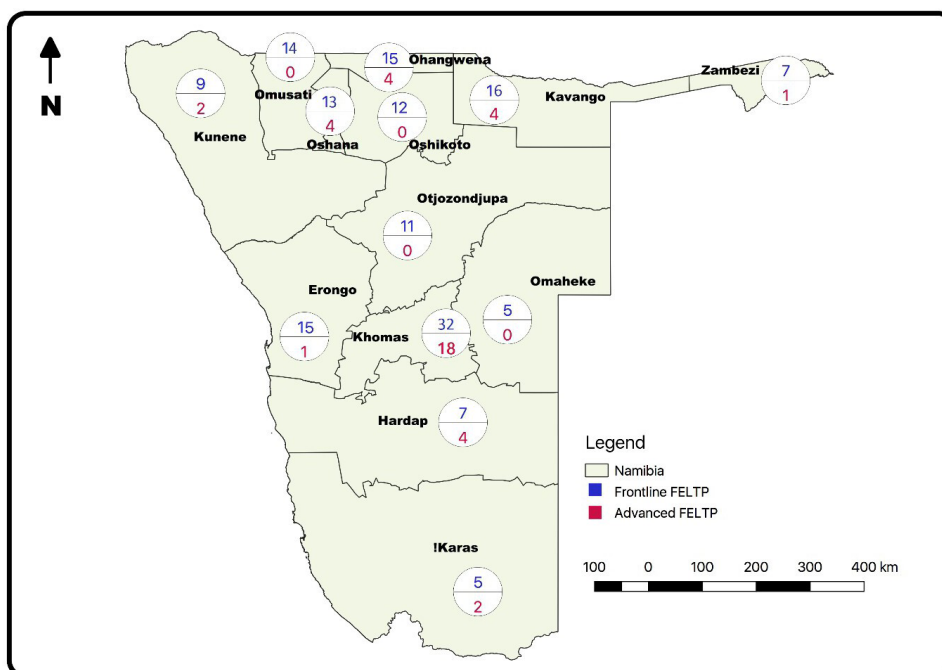 N
14
0
Omusati
15
4
Ohangwena
Zambezi
7
1
9
2
Kunene
13
4
Oshana
12
0
Oshikoto
16
4
Kavango
Otjozondjupa
11
0
Omaheke
5
0
Erongo
15
1
Khomas
32
18
Hardap
7
4
!Karas
5
2
Legend
Namibia
Frontline FELTP
Advanced FELTP
100 0 100 200 300 400 km